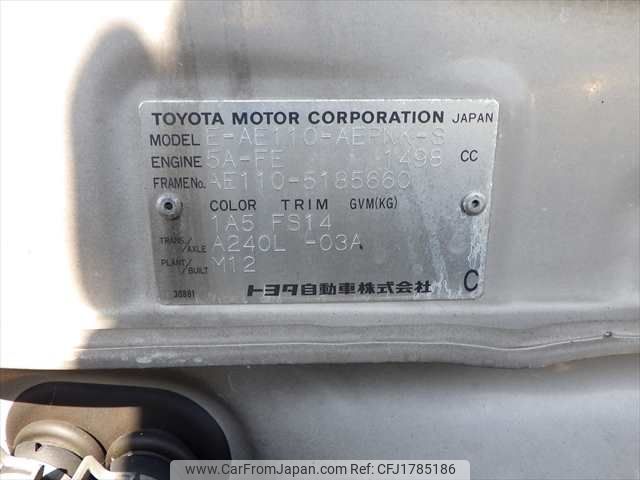 TOYOTA MOTOR CORPORATION JAPAN
MODEL E-AE110-AEPNK-S
ENGINE 5A-FE 1498 CC
FRAME No. AE110-5185660
COLOR TRIM GVM(KG)
1A5 FS14
TRANS./AXLE A240L -03A
PLANT/BUILT M12
30881
トヨタ自動車株式会社
C
www.CarFromJapan.com | Car ID: CFJ1785186